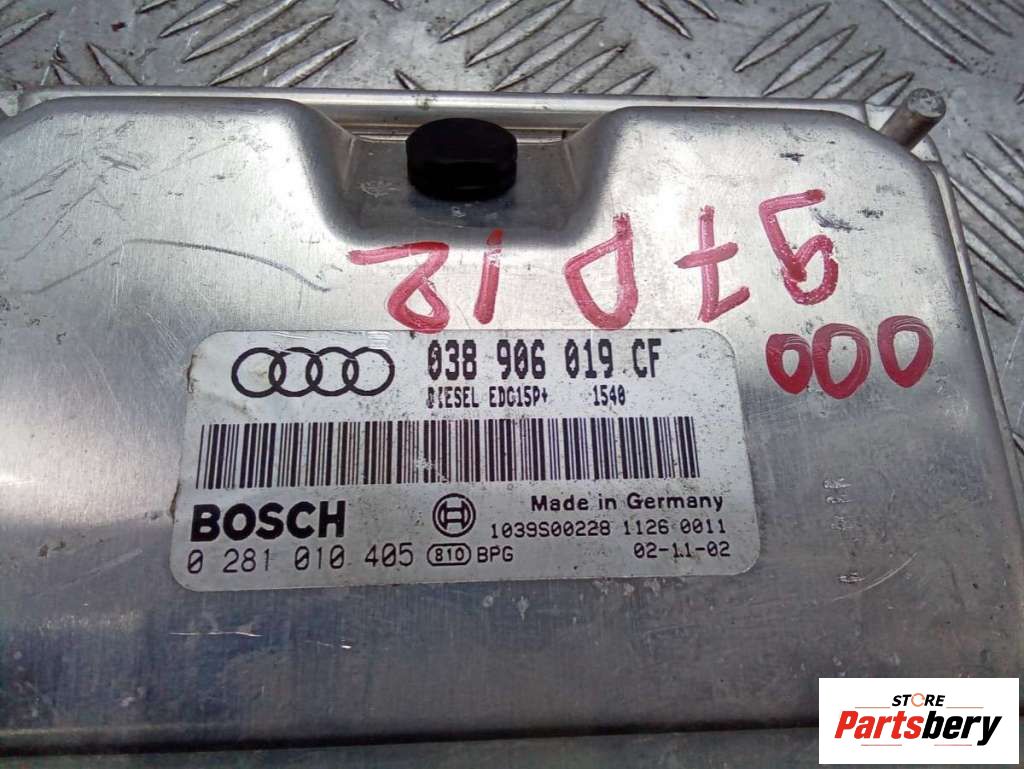 038 906 019 CF
DIESEL EDC15P+ 1540
BOSCH
Made in Germany
1039S00228 1126 0011
0 281 010 405 810 BPG 02-11-02
000
STORE
Partsbery